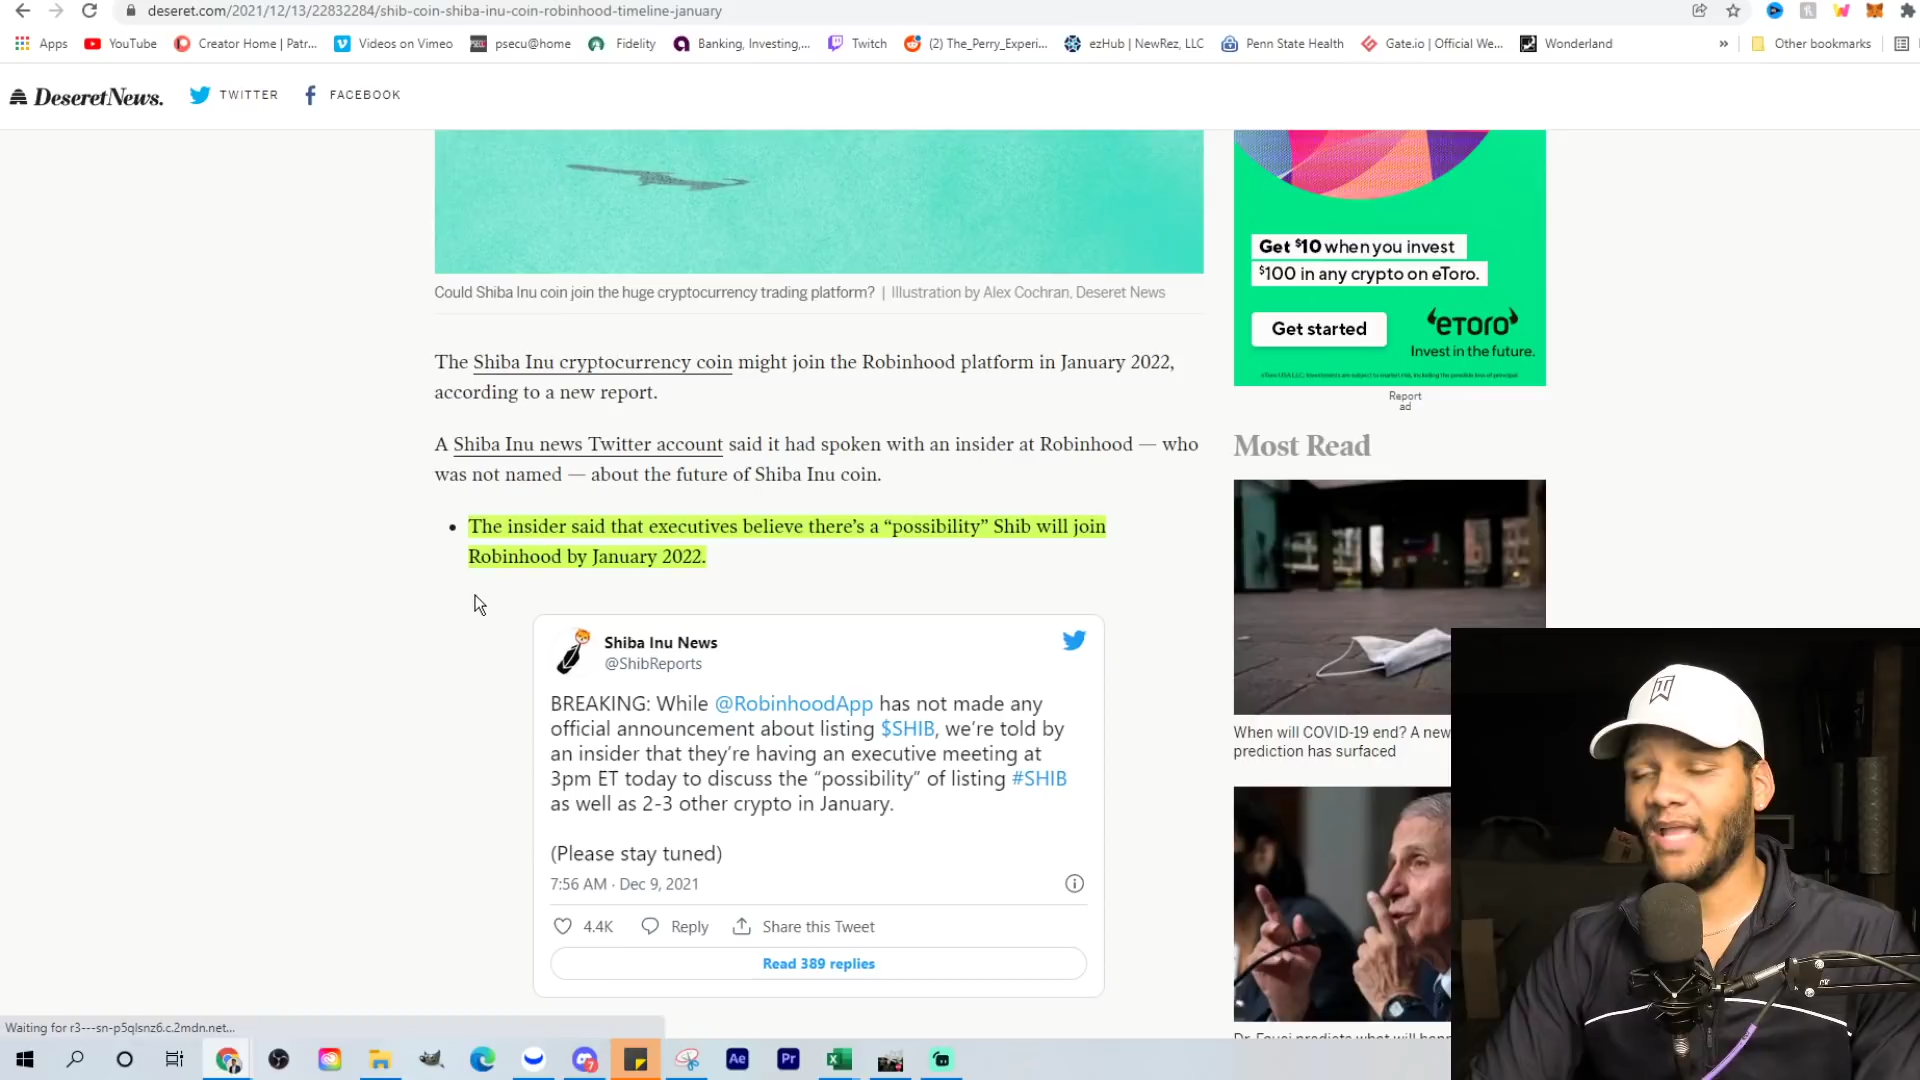 deseret.com/2021/12/13/22832284/shib-coin-shiba-inu-coin-robinhood-timeline-january
Apps
YouTube
Creator Home | Patr...
Videos on Vimeo
psecu@home
Fidelity
Banking, Investing,...
Twitch
(2) The_Perry_Experi...
ezHub | NewRez, LLC
Penn State Health
Gate.io | Official We...
Wonderland
»
Other bookmarks
Deseret News.
TWITTER
FACEBOOK
Could Shiba Inu coin join the huge cryptocurrency trading platform? | Illustration by Alex Cochran, Deseret News
The Shiba Inu cryptocurrency coin might join the Robinhood platform in January 2022,
according to a new report.
A Shiba Inu news Twitter account said it had spoken with an insider at Robinhood — who
was not named — about the future of Shiba Inu coin.
• The insider said that executives believe there’s a “possibility” Shib will join
Robinhood by January 2022.
Shiba Inu News
@ShibReports
BREAKING: While @RobinhoodApp has not made any
official announcement about listing $SHIB, we’re told by
an insider that they’re having an executive meeting at
3pm ET today to discuss the “possibility” of listing #SHIB
as well as 2-3 other crypto in January.
(Please stay tuned)
7:56 AM · Dec 9, 2021
4.4K
Reply
Share this Tweet
Read 389 replies
Get $10 when you invest
$100 in any crypto on eToro.
Get started
eToro
Invest in the future.
Report
ad
Most Read
When will COVID-19 end? A new
prediction has surfaced
Waiting for r3---sn-p5qlsnz6.c.2mdn.net...
Ae
Pr